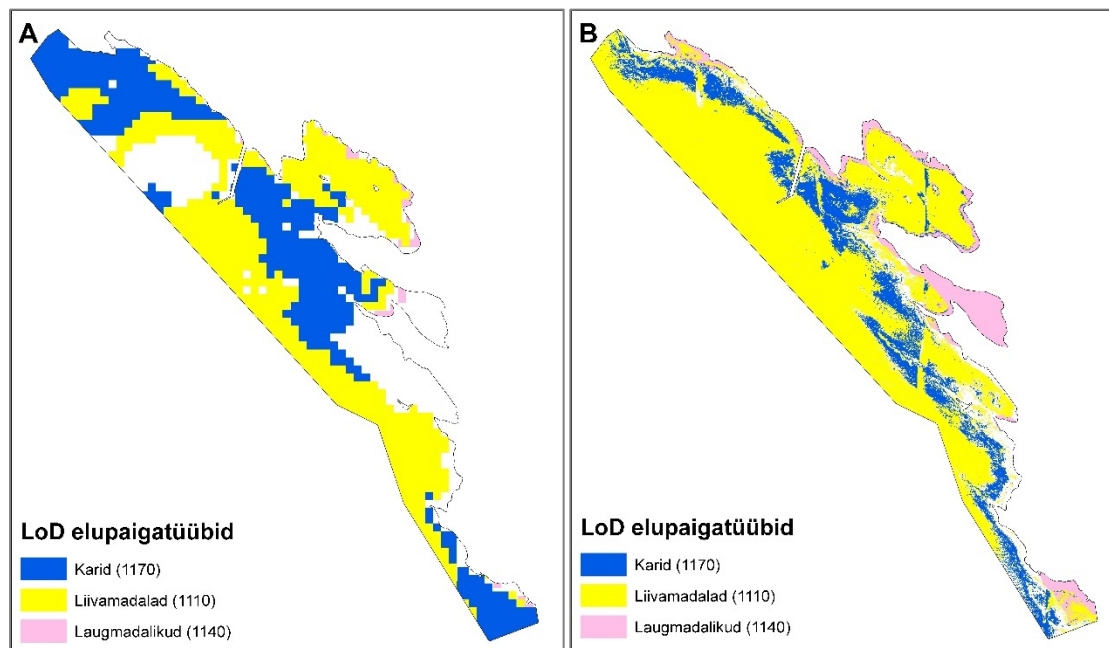 A
LoD elupaigatüübid
Karid (1170)
Liivamadalad (1110)
Laugmadalikud (1140)
B
LoD elupaigatüübid
Karid (1170)
Liivamadalad (1110)
Laugmadalikud (1140)